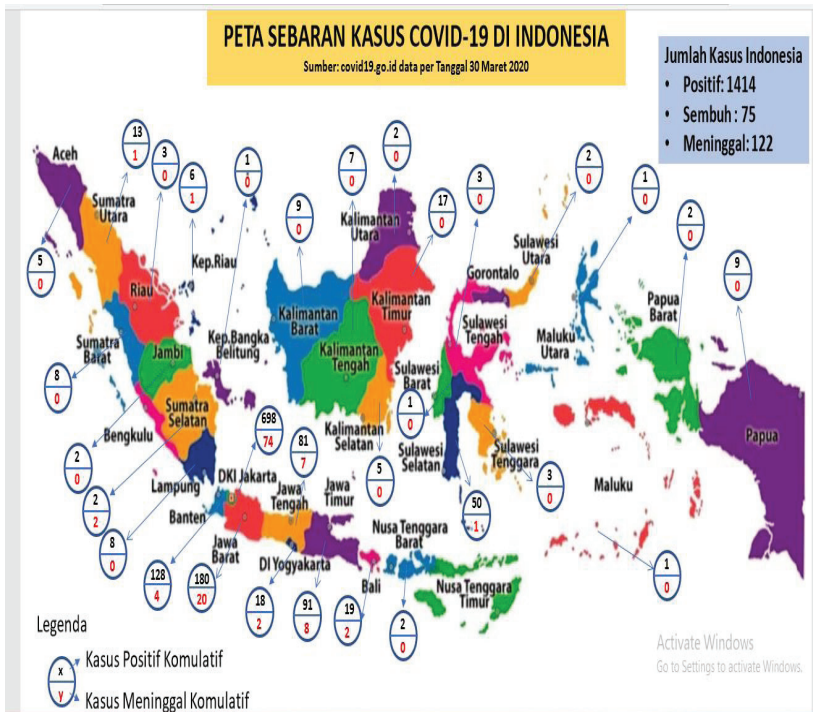 PETA SEBARAN KASUS COVID-19 DI INDONESIA
Sumber: covid19.go.id data per Tanggal 30 Maret 2020
Jumlah Kasus Indonesia
• Positif: 1414
• Sembuh : 75
• Meninggal: 122
13
1
3
0
6
1
1
0
9
0
7
0
2
0
17
0
3
0
2
0
1
0
2
0
9
0
Aceh
Sumatra
Utara
5
0
Riau
Kep.Riau
Kalimantan
Utara
Kalimantan
Barat
Kalimantan
Timur
Kalimantan
Tengah
Gorontalo
Sulawesi
Utara
Sulawesi
Tengah
Maluku
Utara
Papua
Barat
Sumatra
Barat
Jambi
Kep.Bangka
Belitung
Sulawesi
Barat
8
0
Sumatra
Selatan
Bengkulu
698
74
Kalimantan
Selatan
1
0
Sulawesi
Selatan
Sulawesi
Tenggara
Papua
2
0
81
7
5
0
3
0
Maluku
2
2
Lampung
DKI Jakarta
Jawa
Tengah
Jawa
Timur
50
1
Banten
8
0
Jawa
Barat
DI Yogyakarta
Nusa Tenggara
Barat
Bali
Nusa Tenggara
Timur
1
0
128
4
180
20
18
2
91
8
19
2
2
0
Legenda
x
y
Kasus Positif Komulatif
Kasus Meninggal Komulatif
Activate Windows
Go to Settings to activate Windows.